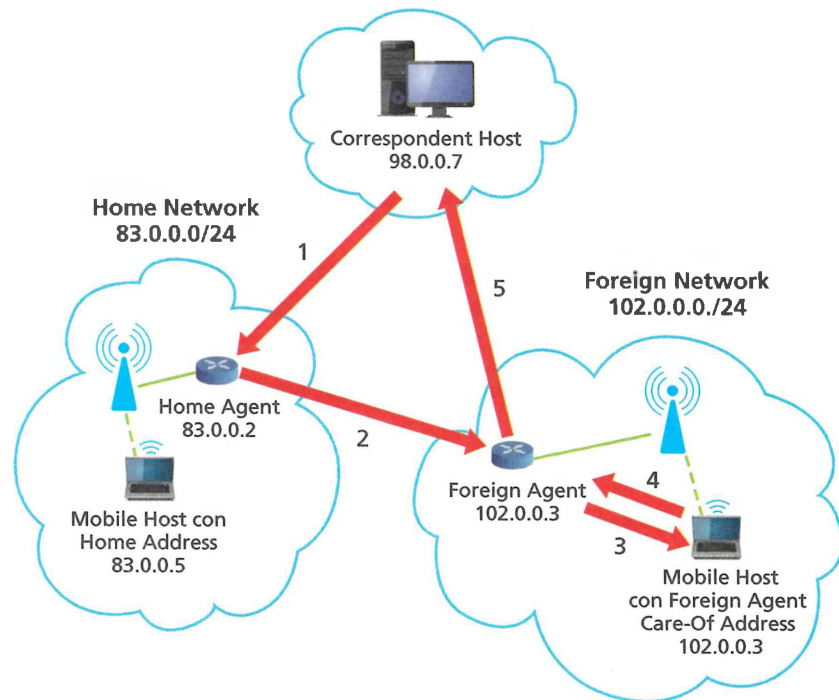 Correspondent Host
98.0.0.7
Home Network
83.0.0.0/24
1
5
Foreign Network
102.0.0.0./24
Home Agent
83.0.0.2
2
Foreign Agent
102.0.0.3
4
3
Mobile Host con
Home Address
83.0.0.5
Mobile Host
con Foreign Agent
Care-Of Address
102.0.0.3